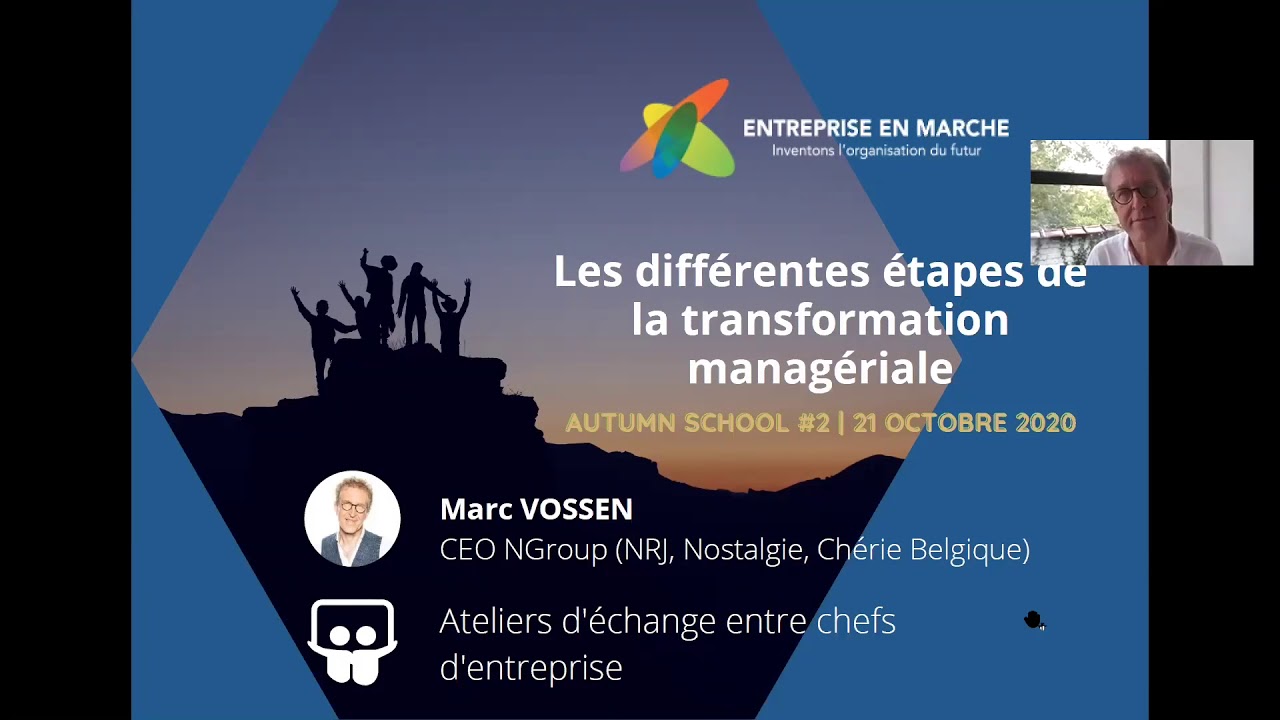 ENTREPRISE EN MARCHE
Inventons l'organisation du futur
Les différentes étapes de
la transformation
managériale
AUTUMN SCHOOL #2 | 21 OCTOBRE 2020
Marc VOSSEN
CEO NGroup (NRJ, Nostalgie, Chérie Belgique)
Ateliers d'échange entre chefs
d'entreprise